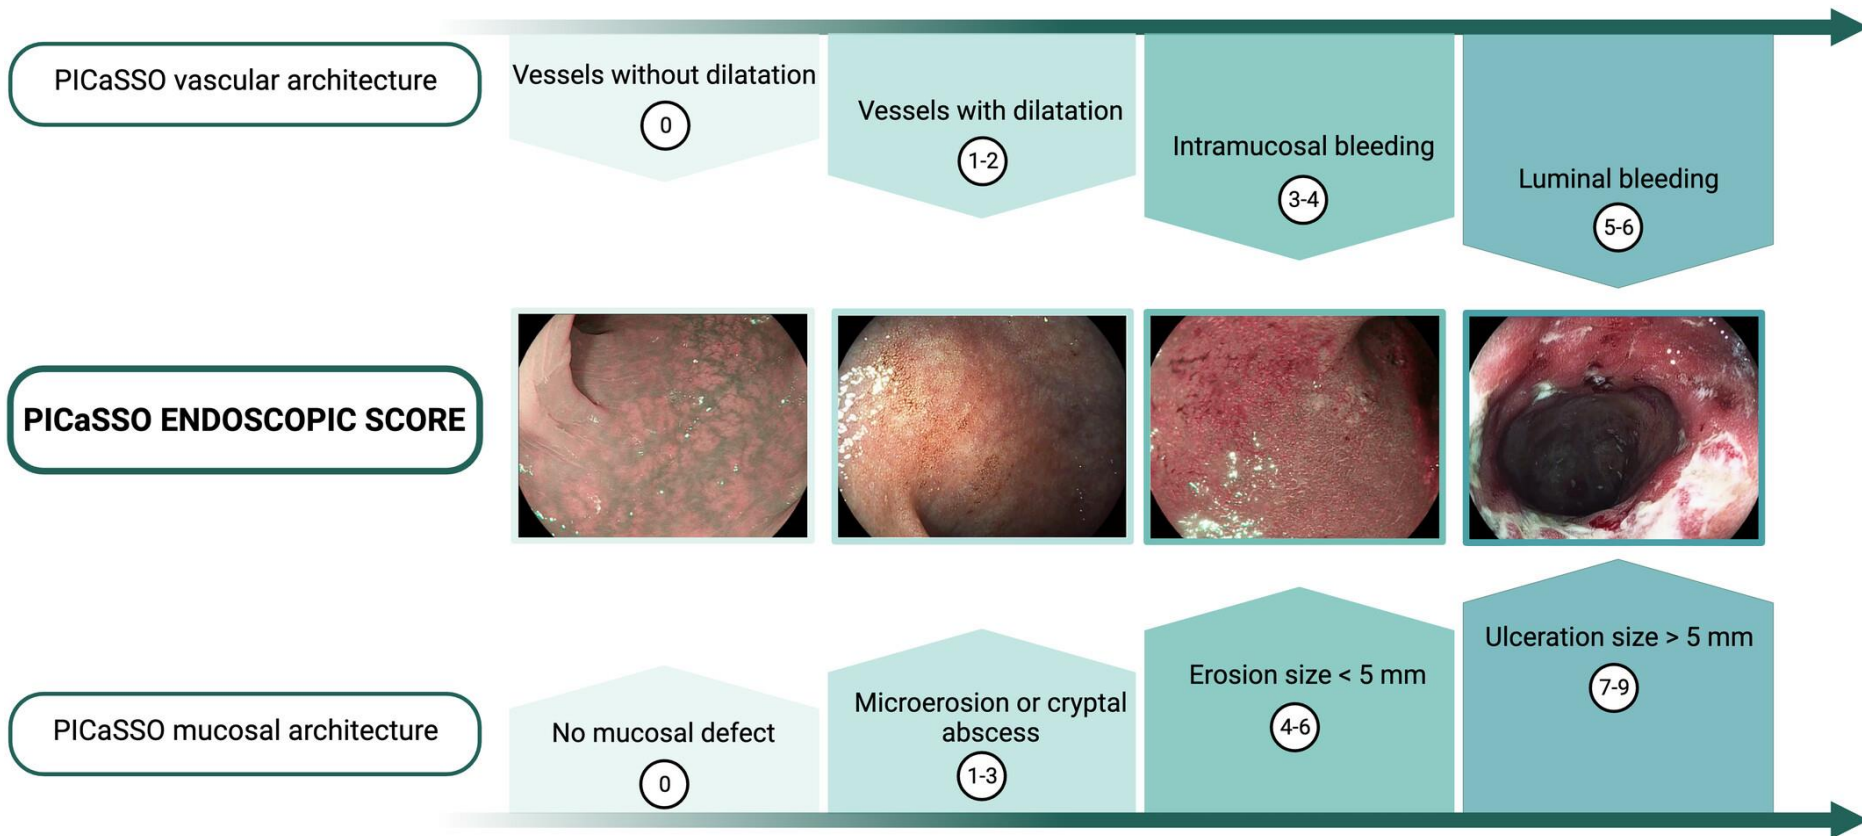 PICaSSO vascular architecture
Vessels without dilatation
0
Vessels with dilatation
1-2
Intramucosal bleeding
3-4
Luminal bleeding
5-6
PICaSSO ENDOSCOPIC SCORE
PICaSSO mucosal architecture
No mucosal defect
0
Microerosion or cryptal
abscess
1-3
Erosion size < 5 mm
4-6
Ulceration size > 5 mm
7-9